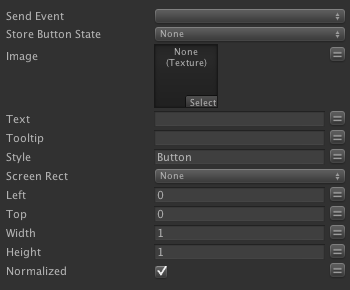 Send Event
Store Button State None
Image None
(Texture)
Select
Text
Tooltip
Style Button
Screen Rect None
Left 0
Top 0
Width 1
Height 1
Normalized